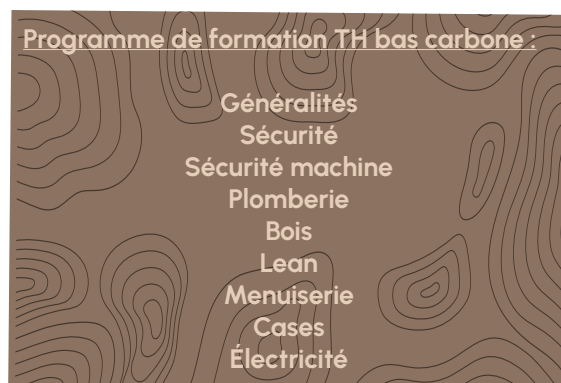 Programme de formation TH bas carbone :
Généralités
Sécurité
Sécurité machine
Plomberie
Bois
Lean
Menuiserie
Cases
Électricité